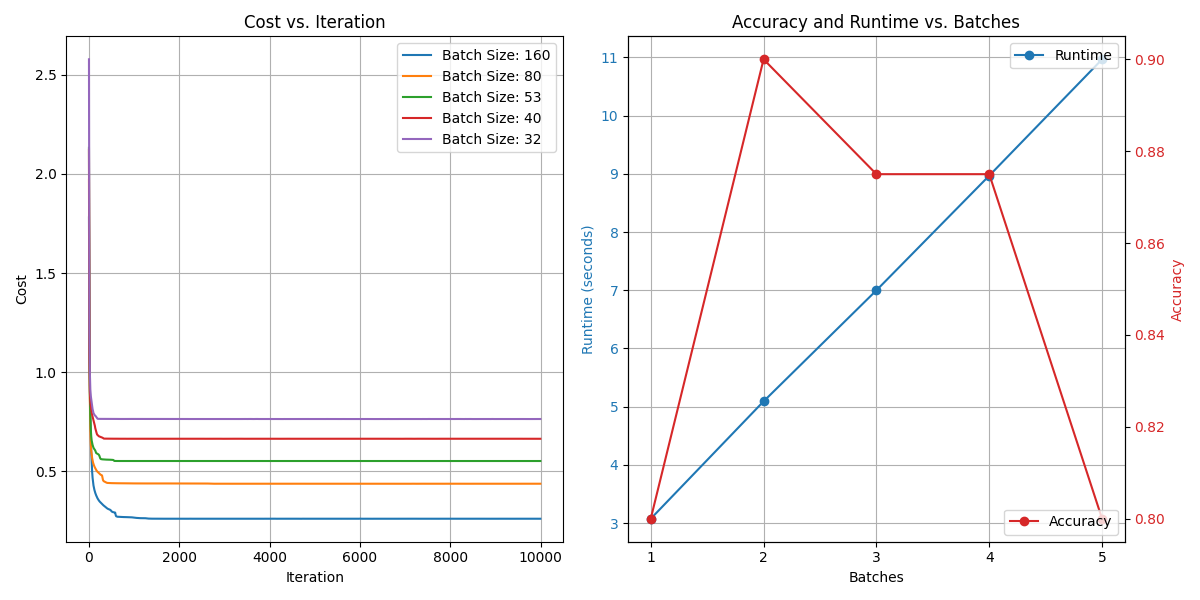 Cost vs. Iteration
Cost
2.5
2.0
1.5
1.0
0.5
Batch Size: 160
Batch Size: 80
Batch Size: 53
Batch Size: 40
Batch Size: 32
0 2000 4000 6000 8000 10000
Iteration
Accuracy and Runtime vs. Batches
Runtime (seconds)
11
10
9
8
7
6
5
4
3
Runtime
Accuracy
0.90
0.88
0.86
0.84
0.82
0.80
Accuracy
1 2 3 4 5
Batches